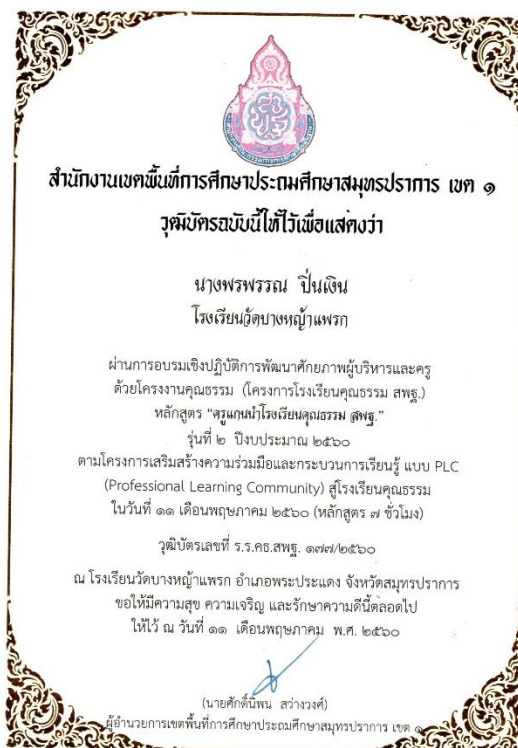 สำนักงานเขตพื้นที่การศึกษาประถมศึกษาสมุทรปราการ เขต ๑
วุฒิบัตรฉบับนี้ให้ไว้เพื่อแสดงว่า
นางพรพรรณ ปิ่นเงิน
โรงเรียนวัดบางหญ้าแพรก
ผ่านการอบรมเชิงปฏิบัติการพัฒนาศักยภาพผู้บริหารและครู
ด้วยโครงงานคุณธรรม (โครงการโรงเรียนคุณธรรม สพฐ.)
หลักสูตร “ครูแกนนำโรงเรียนคุณธรรม สพฐ.”
รุ่นที่ ๒ ปีงบประมาณ ๒๕๖๐
ตามโครงการเสริมสร้างความร่วมมือและกระบวนการเรียนรู้ แบบ PLC
(Professional Learning Community) สู่โรงเรียนคุณธรรม
ในวันที่ ๑๑ เดือนพฤษภาคม ๒๕๖๐ (หลักสูตร ๗ ชั่วโมง)
วุฒิบัตรเลขที่ ร.ร.คธ.สพฐ. ๑๗๗/๒๕๖๐
ณ โรงเรียนวัดบางหญ้าแพรก อำเภอพระประแดง จังหวัดสมุทรปราการ
ขอให้มีความสุข ความเจริญ และรักษาความดีนี้ตลอดไป
ให้ไว้ ณ วันที่ ๑๑ เดือนพฤษภาคม พ.ศ. ๒๕๖๐
(นายศักดิ์นิพน สว่างวงศ์)
ผู้อำนวยการเขตพื้นที่การศึกษาประถมศึกษาสมุทรปราการ เขต ๑